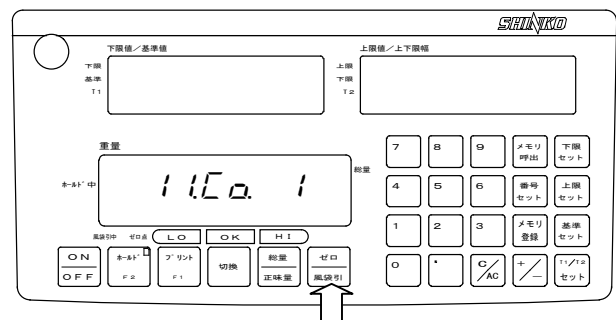 SHINKO
下限値／基準値
上限値／上下限幅
下限
基準
T1
上限
下限
T2
重量
ホールド中
11.Co. 1
総量
風袋引中 ゼロ点 LO OK HI
ON
OFF
ホールド
F2
プリント
F1
切換
総量
正味量
ゼロ
風袋引
7 8 9 メモリ呼出 下限セット
4 5 6 番号セット 上限セット
1 2 3 メモリ登録 基準セット
0 ・ C/AC +/− T1/T2セット